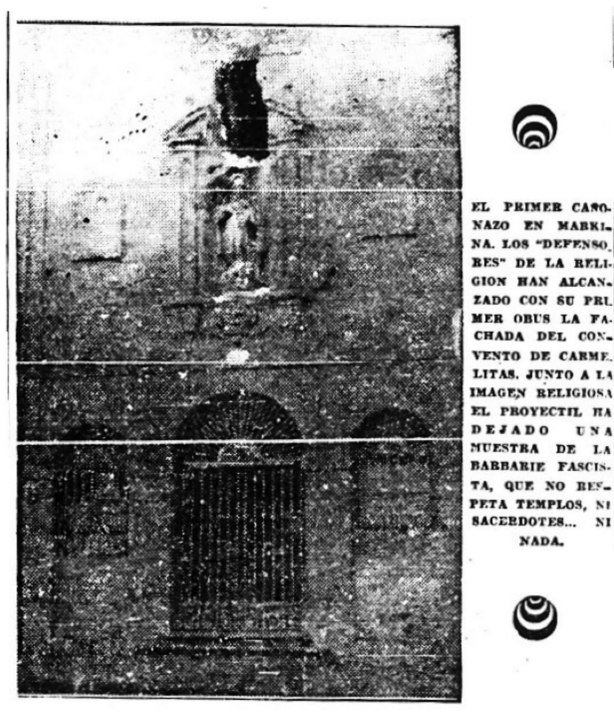 EL PRIMER CAÑO-
NAZO EN MARKI-
NA. LOS "DEFENSO-
RES" DE LA RELI-
GION HAN ALCAN-
ZADO CON SU PRI-
MER OBUS LA FA-
CHADA DEL CON-
VENTO DE CARME-
LITAS. JUNTO A LA
IMAGEN RELIGIOSA
EL PROYECTIL HA
DEJADO UNA
MUESTRA DE LA
BARBARIE FASCIS-
TA, QUE NO RES-
PETA TEMPLOS, NI
SACERDOTES... NI
NADA.